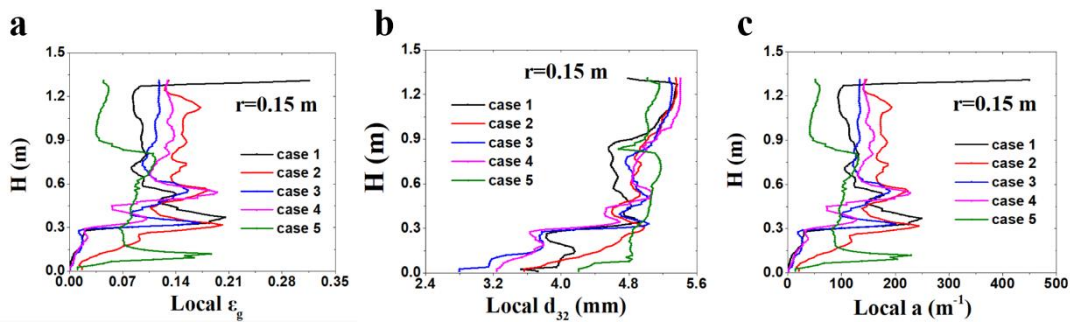 a
1.5
1.2
0.9
0.6
0.3
0.0
H (m)
r=0.15 m
case 1
case 2
case 3
case 4
case 5
0.00
0.07
0.14
0.21
0.28
0.35
Local ε_g
b
1.5
1.2
0.9
0.6
0.3
0.0
H (m)
r=0.15 m
case 1
case 2
case 3
case 4
case 5
2.4
3.2
4.0
4.8
5.6
Local d_32 (mm)
c
1.5
1.2
0.9
0.6
0.3
0.0
H (m)
r=0.15 m
case 1
case 2
case 3
case 4
case 5
0
100
200
300
400
500
Local a (m⁻¹)